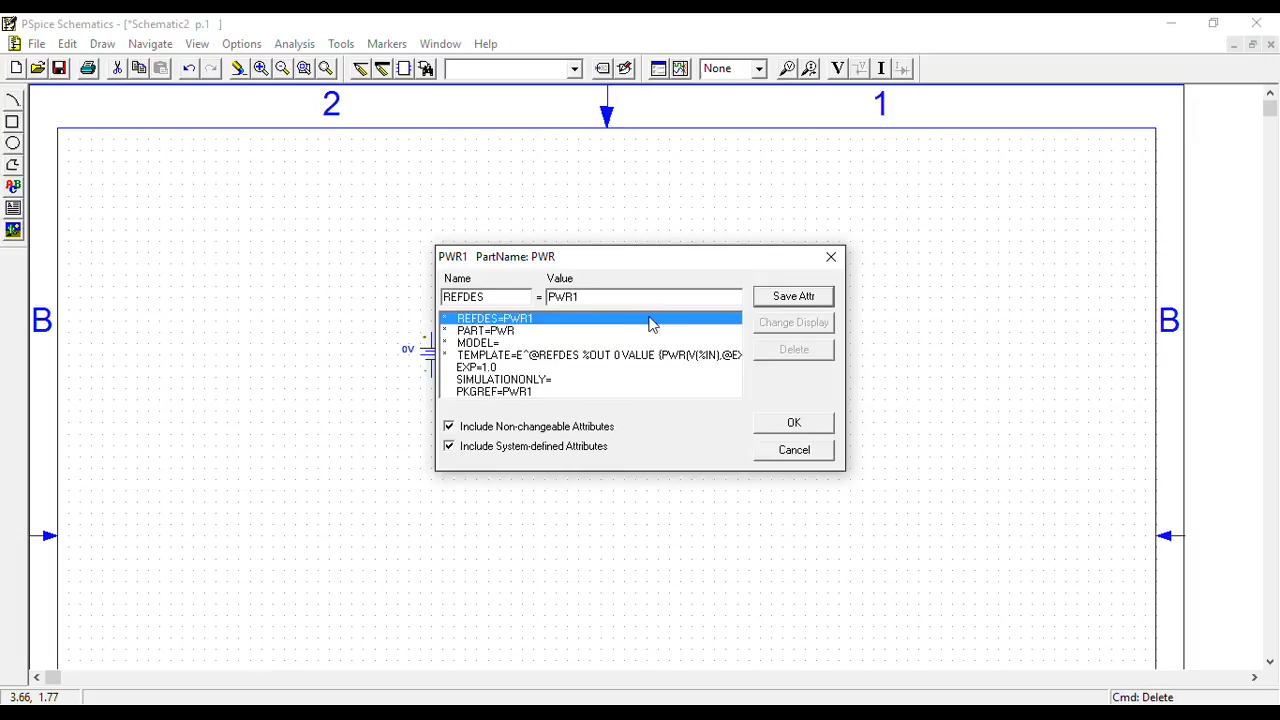 PSpice Schematics - [*Schematic2 p.1 ]
File Edit Draw Navigate View Options Analysis Tools Markers Window Help
None
V I
ABC
2 1
B B
0V
PWR1 PartName: PWR
Name Value
REFDES = PWR1
Save Attr
* REFDES=PWR1
Change Display
* PART=PWR
* MODEL=
Delete
* TEMPLATE=E^@REFDES %OUT 0 VALUE {PWR(V(%IN),@EX
EXP=1.0
SIMULATIONONLY=
PKGREF=PWR1
Include Non-changeable Attributes
OK
Include System-defined Attributes
Cancel
3.66, 1.77
Cmd: Delete